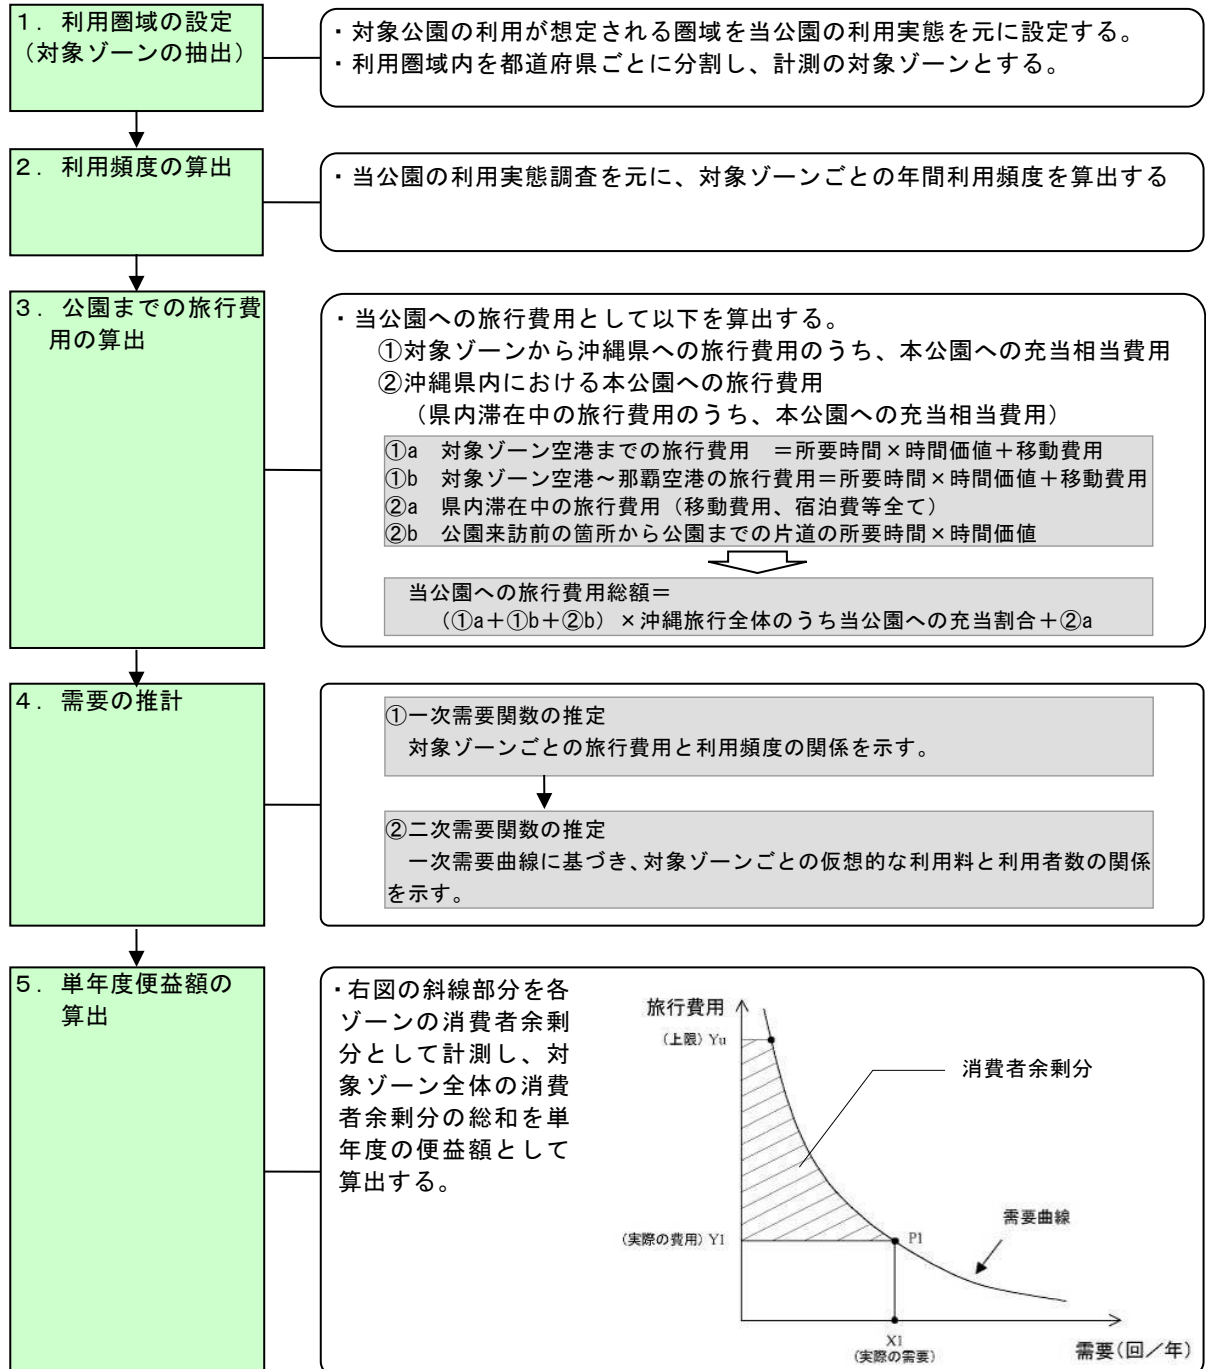 １．利用圏域の設定
（対象ゾーンの抽出）
・対象公園の利用が想定される圏域を当公園の利用実態を元に設定する。
・利用圏域内を都道府県ごとに分割し、計測の対象ゾーンとする。
２．利用頻度の算出
・当公園の利用実態調査を元に、対象ゾーンごとの年間利用頻度を算出する
３．公園までの旅行費
用の算出
・当公園への旅行費用として以下を算出する。
①対象ゾーンから沖縄県への旅行費用のうち、本公園への充当相当費用
②沖縄県内における本公園への旅行費用
（県内滞在中の旅行費用のうち、本公園への充当相当費用）
①a　対象ゾーン空港までの旅行費用　＝所要時間×時間価値＋移動費用
①b　対象ゾーン空港～那覇空港の旅行費用＝所要時間×時間価値＋移動費用
②a　県内滞在中の旅行費用（移動費用、宿泊費等全て）
②b　公園来訪前の箇所から公園までの片道の所要時間×時間価値
当公園への旅行費用総額＝
（①a＋①b＋②b）×沖縄旅行全体のうち当公園への充当割合＋②a
４．需要の推計
①一次需要関数の推定
対象ゾーンごとの旅行費用と利用頻度の関係を示す。
②二次需要関数の推定
一次需要曲線に基づき、対象ゾーンごとの仮想的な利用料と利用者数の関係
を示す。
５．単年度便益額の
算出
・右図の斜線部分を各
ゾーンの消費者余剰
分として計測し、対
象ゾーン全体の消費
者余剰分の総和を単
年度の便益額として
算出する。
旅行費用
（上限）Yu
消費者余剰分
需要曲線
（実際の費用）Y1
P1
X1
（実際の需要）
需要（回／年）